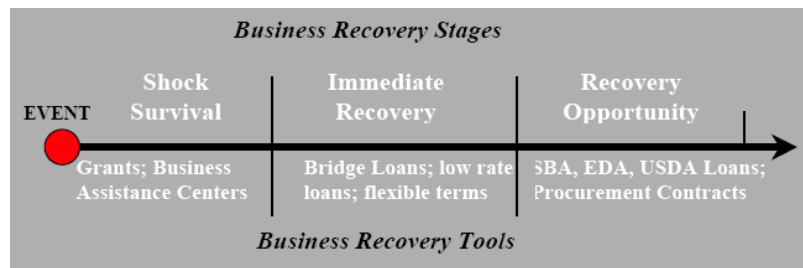 Business Recovery Stages
Shock
Survival
Immediate
Recovery
Recovery
Opportunity
EVENT
Grants; Business
Assistance Centers
Bridge Loans; low rate
loans; flexible terms
SBA, EDA, USDA Loans;
Procurement Contracts
Business Recovery Tools